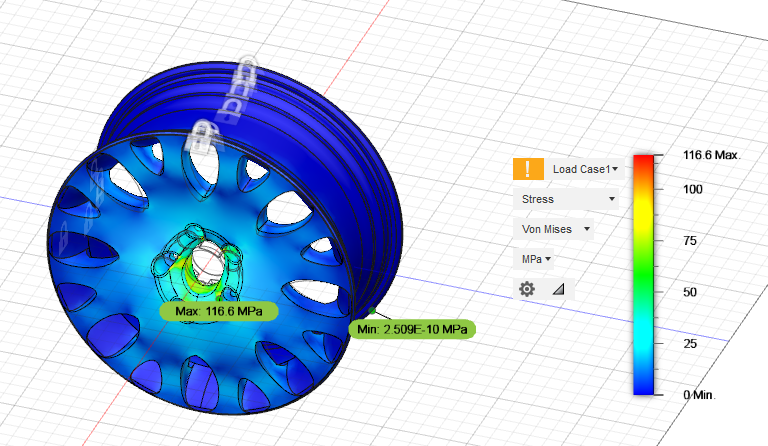 ! Load Case1
Stress
Von Mises
MPa
116.6 Max.
100
75
50
25
0 Min.
Max: 116.6 MPa
Min: 2.509E-10 MPa